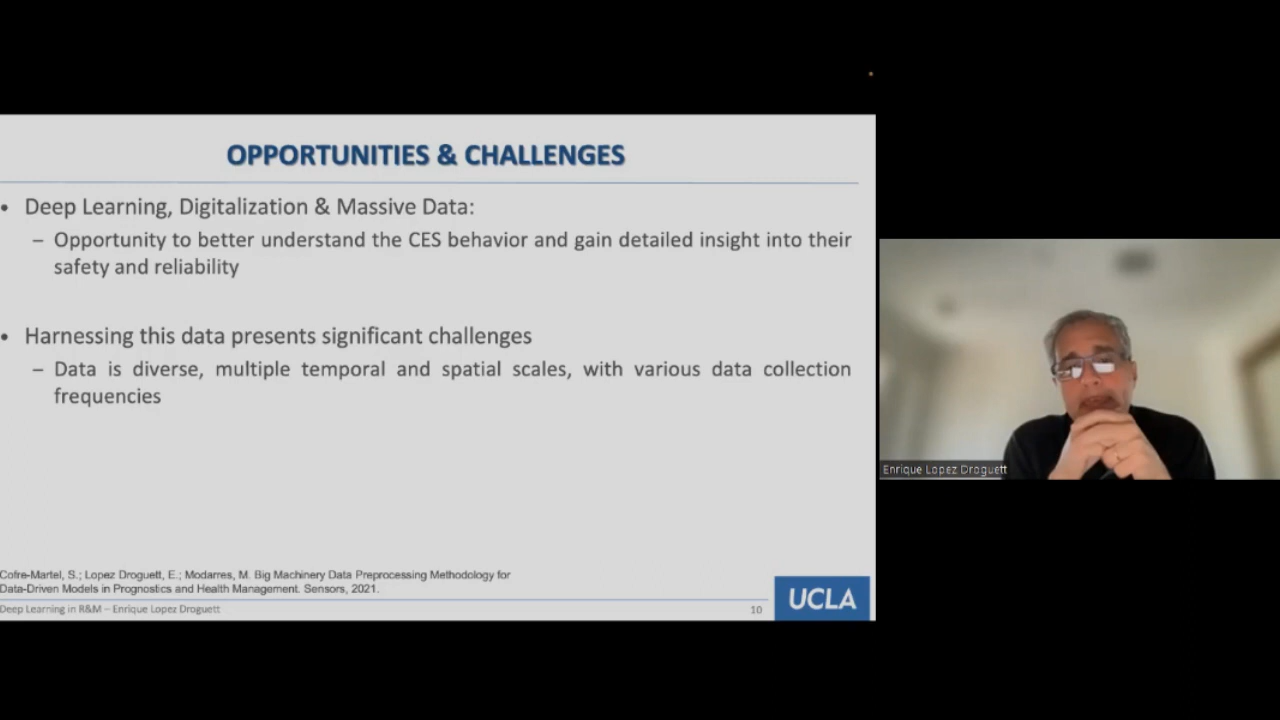 OPPORTUNITIES & CHALLENGES
• Deep Learning, Digitalization & Massive Data:
– Opportunity to better understand the CES behavior and gain detailed insight into their
safety and reliability
• Harnessing this data presents significant challenges
– Data is diverse, multiple temporal and spatial scales, with various data collection
frequencies
Enrique Lopez Droguett
Cofre-Martel, S.; Lopez Droguett, E.; Modarres, M. Big Machinery Data Preprocessing Methodology for
Data-Driven Models in Prognostics and Health Management. Sensors, 2021.
Deep Learning in R&M – Enrique Lopez Droguett
10
UCLA